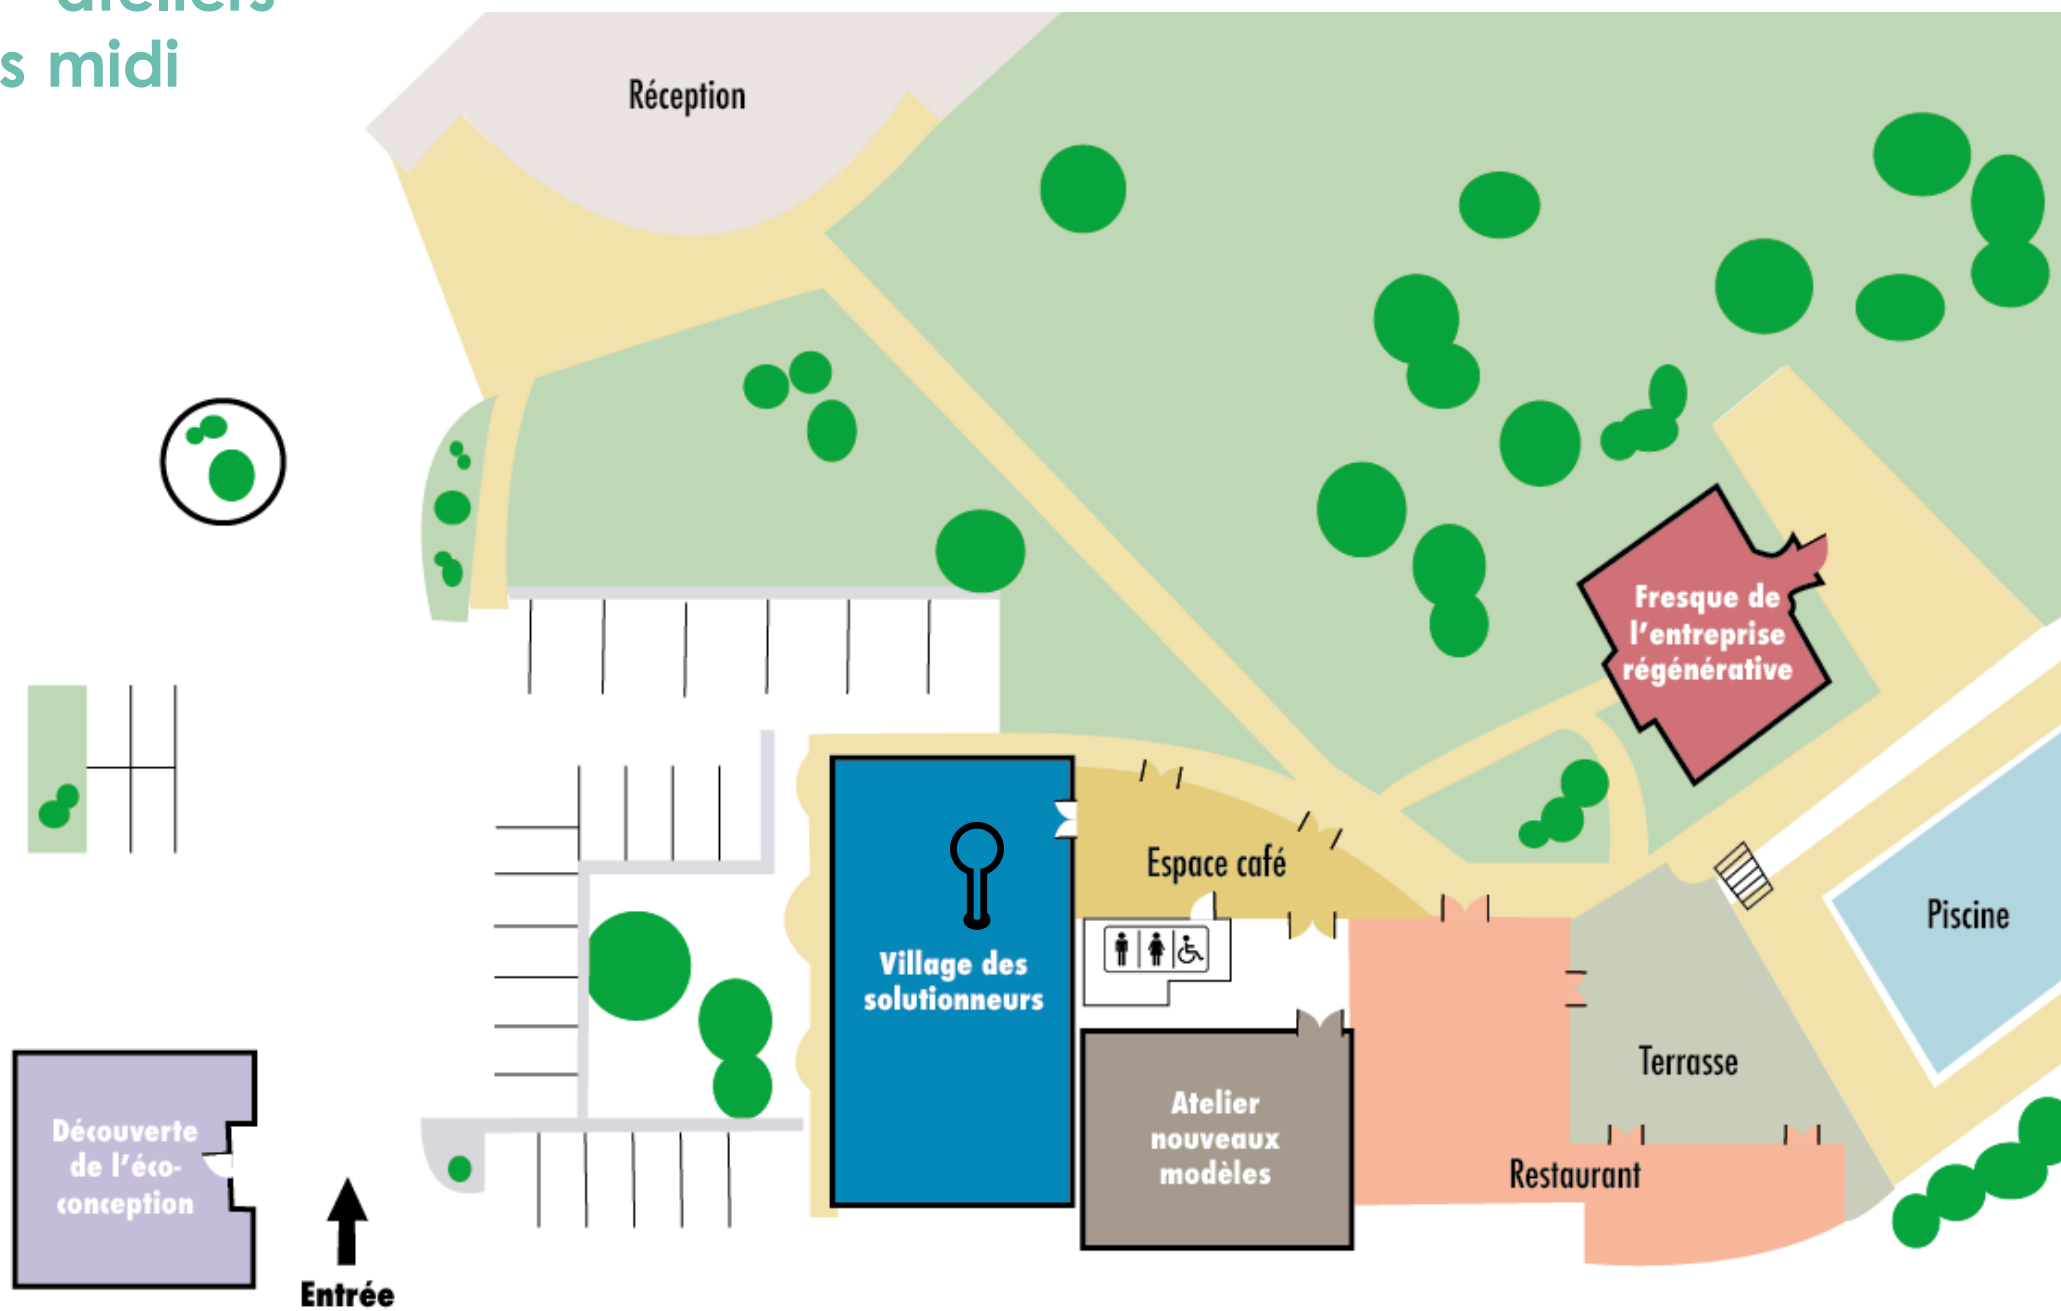 ateliers
s midi
Réception
Fresque de
l'entreprise
régénérative
Espace café
Piscine
Village des
solutionneurs
Terrasse
Atelier
nouveaux
modèles
Découverte
de l'éco-
conception
Restaurant
Entrée